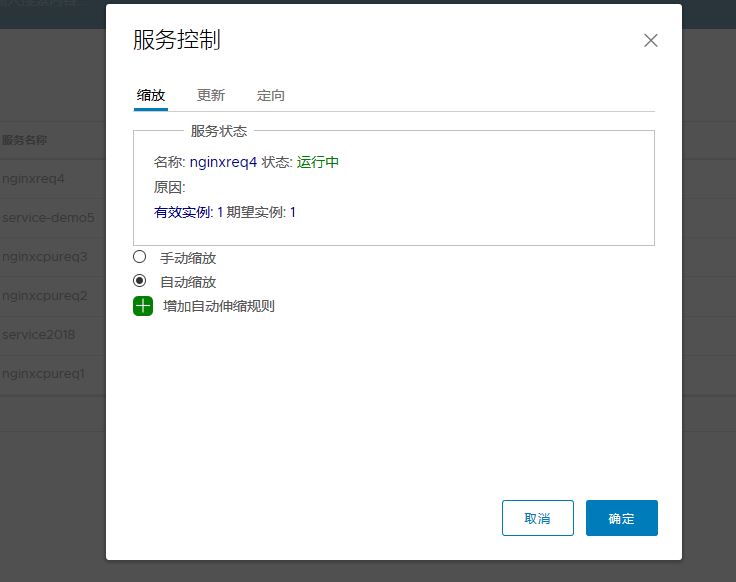 服务控制
缩放 更新 定向
服务状态
名称: nginxreq4 状态: 运行中
原因:
有效实例: 1 期望实例: 1
手动缩放
自动缩放
增加自动伸缩规则
取消 确定
服务名称
nginxreq4
service-demo5
nginxcpureq3
nginxcpureq2
service2018
nginxcpureq1